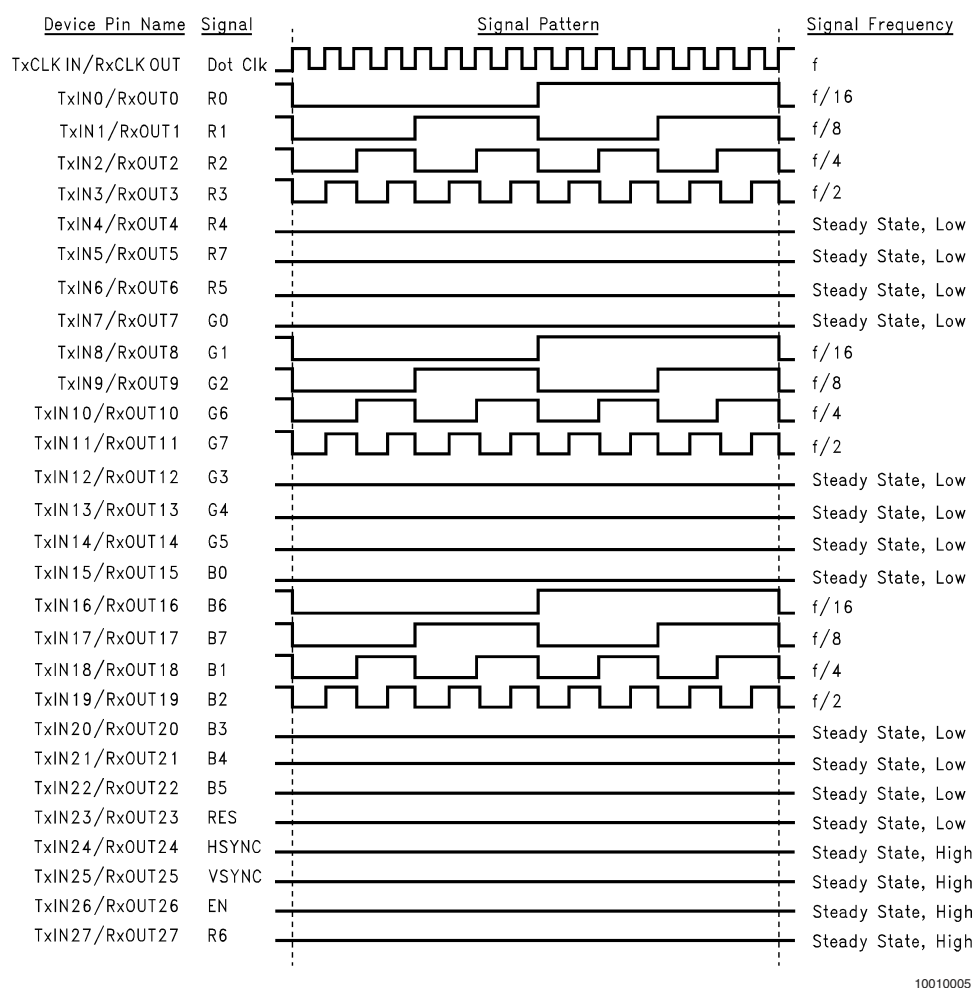 Device Pin Name Signal Signal Pattern Signal Frequency
TxCLK IN/RxCLK OUT Dot Clk f
TxIN0/RxOUT0 R0 f/16
TxIN1/RxOUT1 R1 f/8
TxIN2/RxOUT2 R2 f/4
TxIN3/RxOUT3 R3 f/2
TxIN4/RxOUT4 R4 Steady State, Low
TxIN5/RxOUT5 R7 Steady State, Low
TxIN6/RxOUT6 R5 Steady State, Low
TxIN7/RxOUT7 G0 Steady State, Low
TxIN8/RxOUT8 G1 f/16
TxIN9/RxOUT9 G2 f/8
TxIN10/RxOUT10 G6 f/4
TxIN11/RxOUT11 G7 f/2
TxIN12/RxOUT12 G3 Steady State, Low
TxIN13/RxOUT13 G4 Steady State, Low
TxIN14/RxOUT14 G5 Steady State, Low
TxIN15/RxOUT15 B0 Steady State, Low
TxIN16/RxOUT16 B6 f/16
TxIN17/RxOUT17 B7 f/8
TxIN18/RxOUT18 B1 f/4
TxIN19/RxOUT19 B2 f/2
TxIN20/RxOUT20 B3 Steady State, Low
TxIN21/RxOUT21 B4 Steady State, Low
TxIN22/RxOUT22 B5 Steady State, Low
TxIN23/RxOUT23 RES Steady State, Low
TxIN24/RxOUT24 HSYNC Steady State, High
TxIN25/RxOUT25 VSYNC Steady State, High
TxIN26/RxOUT26 EN Steady State, High
TxIN27/RxOUT27 R6 Steady State, High
10010005